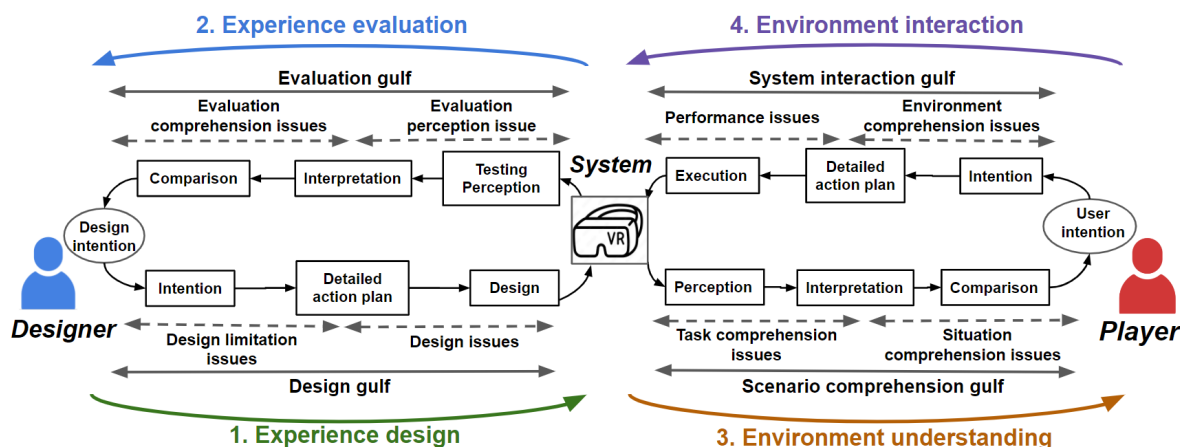 2. Experience evaluation
4. Environment interaction
Evaluation gulf
System interaction gulf
Evaluation
comprehension issues
Evaluation
perception issue
Performance issues
Environment
comprehension issues
Comparison
Interpretation
Testing
Perception
System
Execution
Detailed
action plan
Intention
Design
intention
VR
User
intention
Intention
Detailed
action plan
Design
Perception
Interpretation
Comparison
Designer
Player
Design limitation
issues
Design issues
Task comprehension
issues
Situation
comprehension issues
Design gulf
Scenario comprehension gulf
1. Experience design
3. Environment understanding